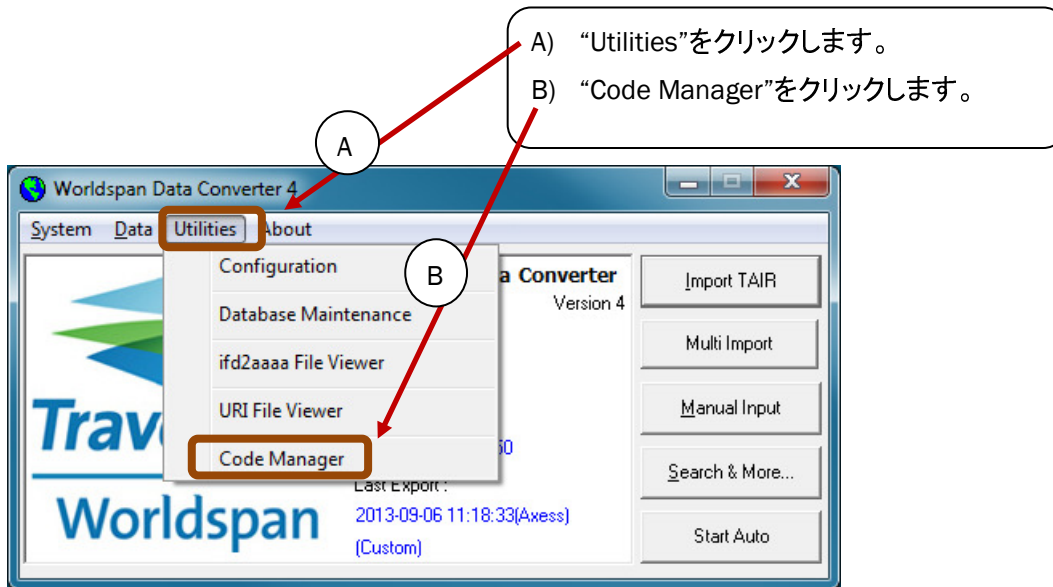 A) “Utilities”をクリックします。
B) “Code Manager”をクリックします。
A
Worldspan Data Converter 4
System Data Utilities About
Configuration
Database Maintenance
ifd2aaaa File Viewer
URI File Viewer
Code Manager
B
a Converter
Version 4
Trav
50
Last Export :
2013-09-06 11:18:33(Axess)
(Custom)
Worldspan
Import TAIR
Multi Import
Manual Input
Search & More...
Start Auto